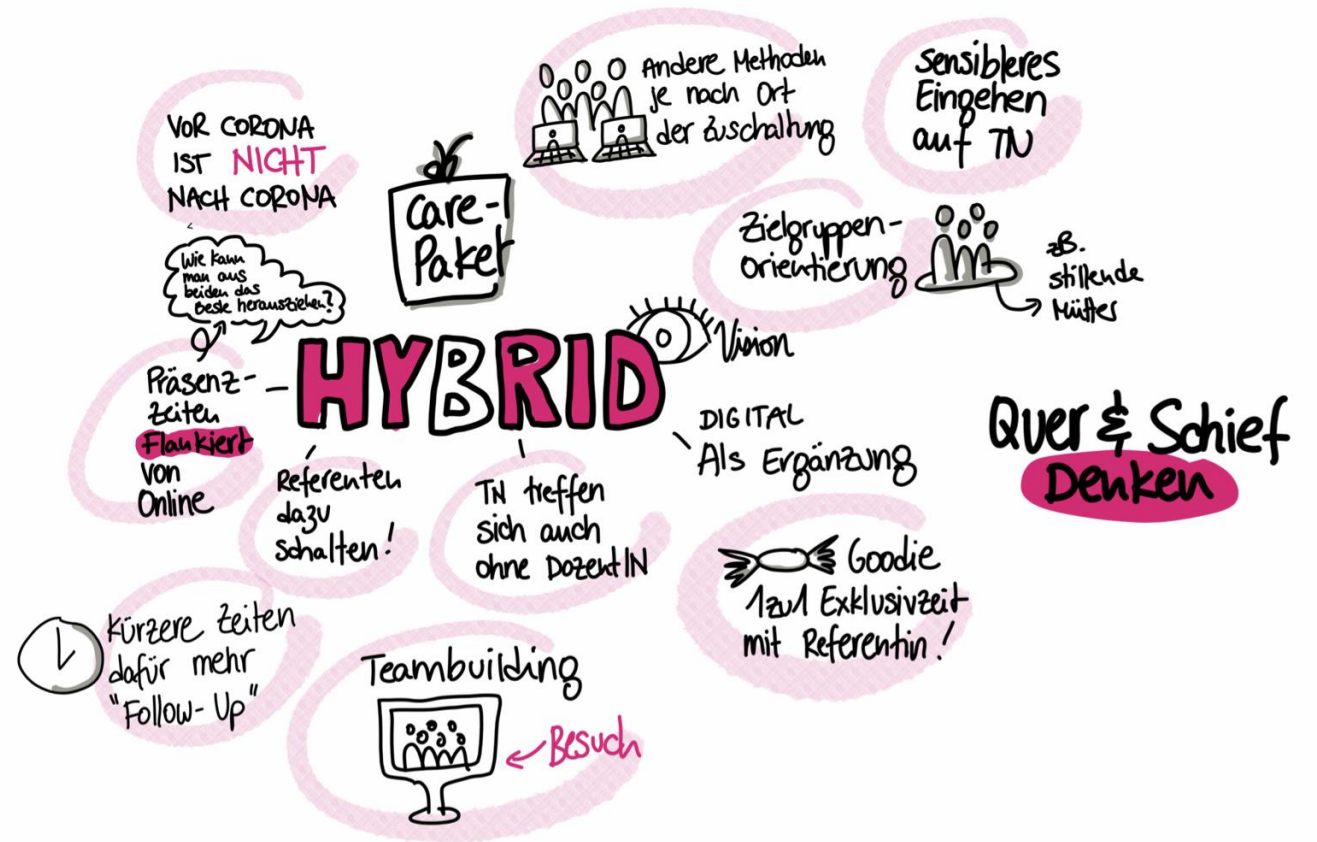 VOR CORONA
IST NICHT
NACH CORONA
Care-
Paket
Andere Methoden
je nach Ort
der Zuschaltung
Sensibleres
Eingehen
auf TN
Zielgruppen-
orientierung
zB.
stillende
Mütter
Wie kann
man aus
beiden das
Beste herausziehen?
HYBRID
Vision
Präsenz-
zeiten
Flankiert
von
Online
Referenten
dazu
schalten!
TN treffen
sich auch
ohne DozentIN
DIGITAL
Als Ergänzung
Quer & Schief
Denken
Goodie
1zu1 Exklusivzeit
mit Referentin!
Kürzere Zeiten
dafür mehr
"Follow-Up"
Teambuilding
Besuch